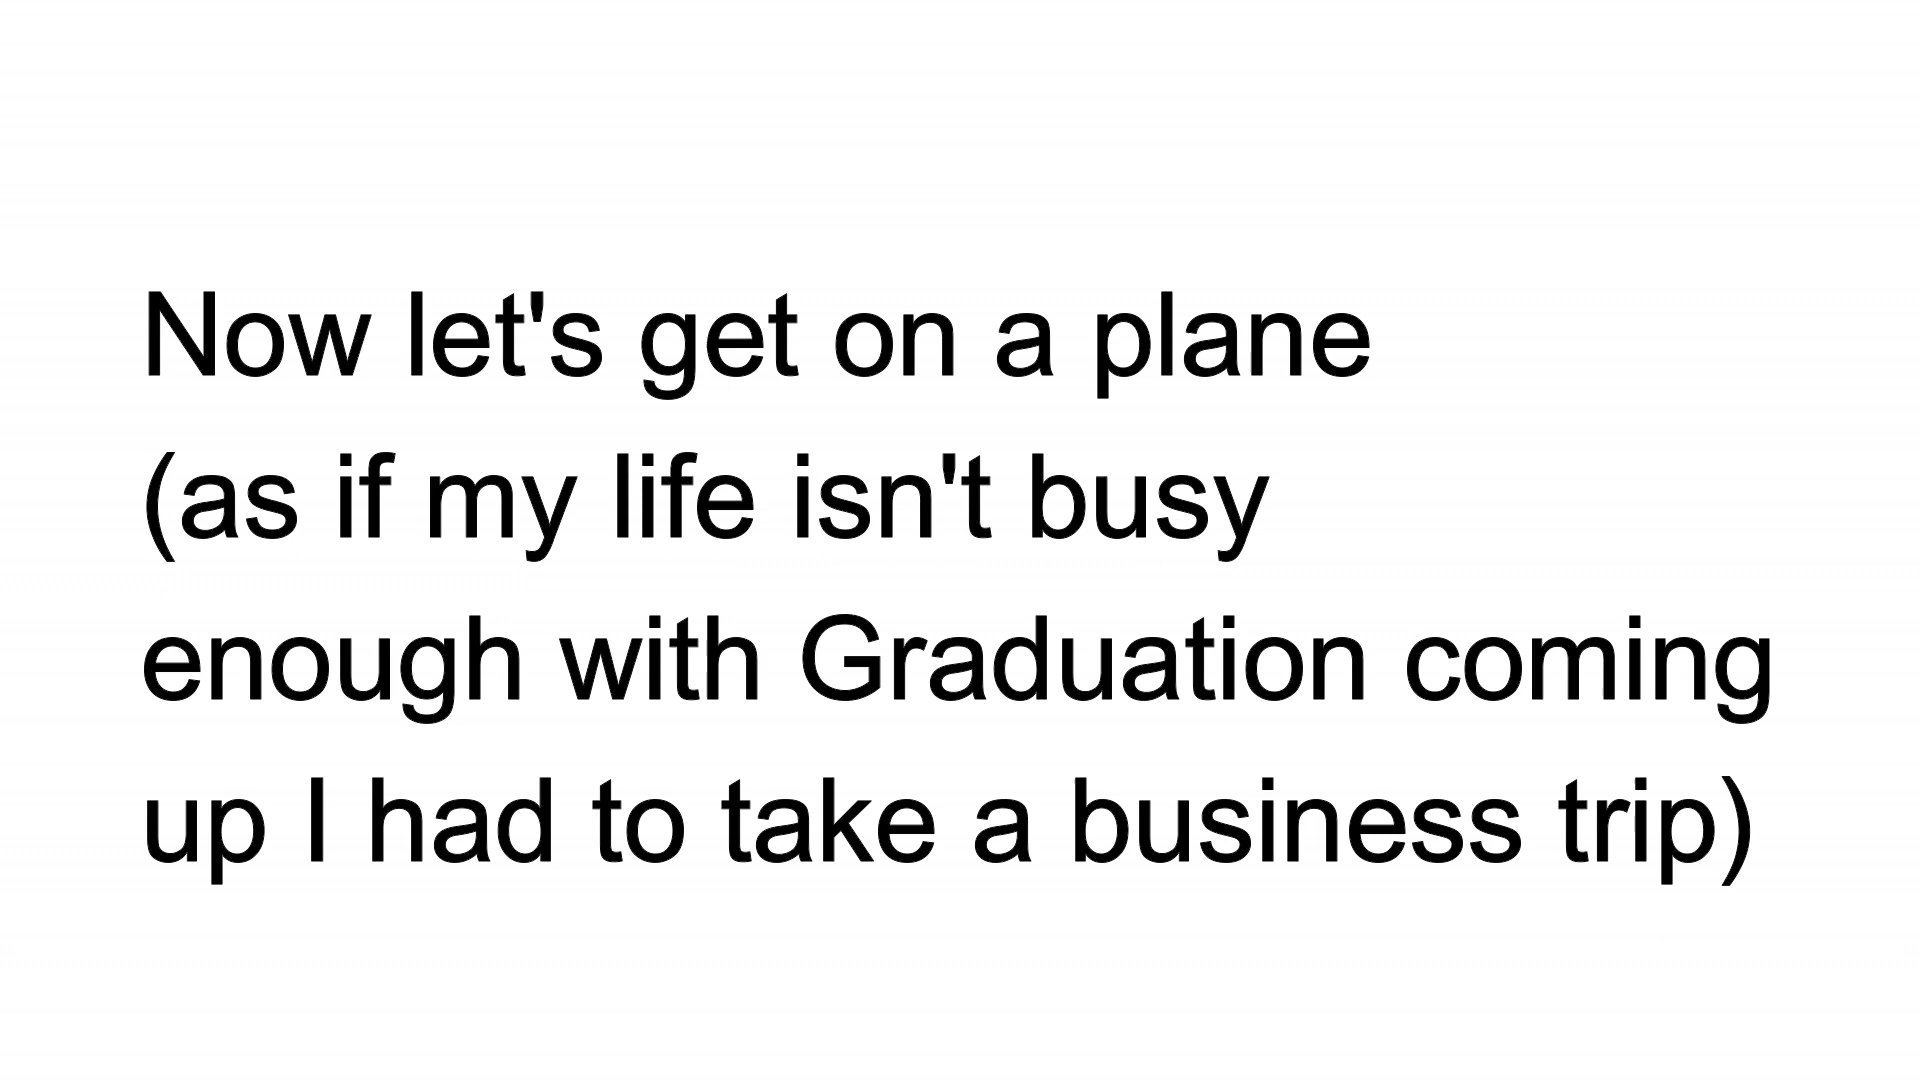 Now let's get on a plane
(as if my life isn't busy
enough with Graduation coming
up I had to take a business trip)